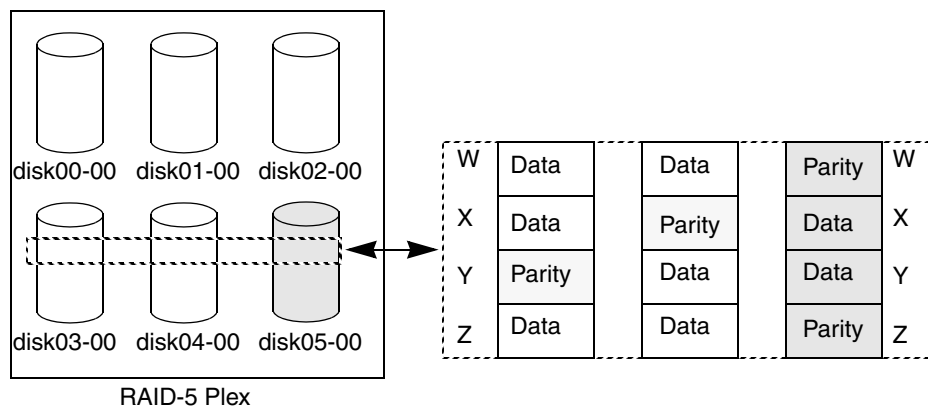 disk00-00 disk01-00 disk02-00
disk03-00 disk04-00 disk05-00
RAID-5 Plex
W Data Data Parity W
X Data Parity Data X
Y Parity Data Data Y
Z Data Data Parity Z